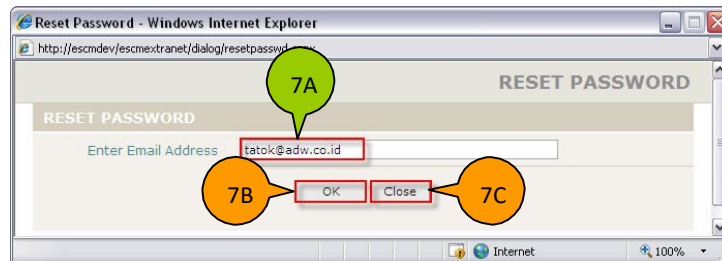 Reset Password - Windows Internet Explorer
http://escmdev/escmextranet/dialog/resetpasswd.aspx
7A
RESET PASSWORD
RESET PASSWORD
Enter Email Address tatok@adw.co.id
7B OK Close 7C
Internet 100%